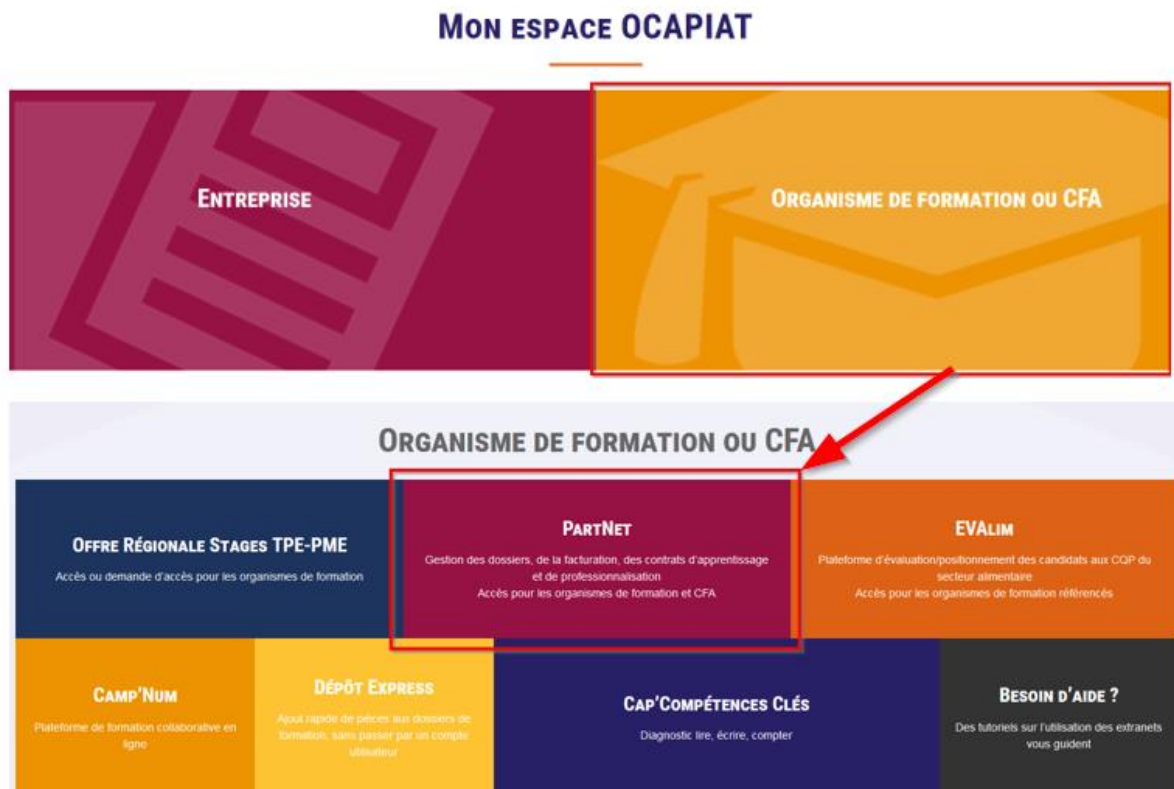 MON ESPACE OCAPIAT
ENTREPRISE
ORGANISME DE FORMATION OU CFA
ORGANISME DE FORMATION OU CFA
OFFRE RÉGIONALE STAGES TPE-PME
Accès ou demande d'accès pour les organismes de formation
PARTNET
Gestion des dossiers, de la facturation, des contrats d'apprentissage
et de professionnalisation
Accès pour les organismes de formation et CFA
EVALIM
Plateforme d'évaluation/positionnement des candidats aux CQP du
secteur alimentaire
Accès pour les organismes de formation référencés
CAMP'NUM
Plateforme de formation collaborative en
ligne
DÉPÔT EXPRESS
Ajout rapide de pièces aux dossiers de
formation, sans passer par un compte
utilisateur
CAP'COMPÉTENCES CLÉS
Diagnostic lire, écrire, compter
BESOIN D'AIDE ?
Des tutoriels sur l'utilisation des extranets
vous guident